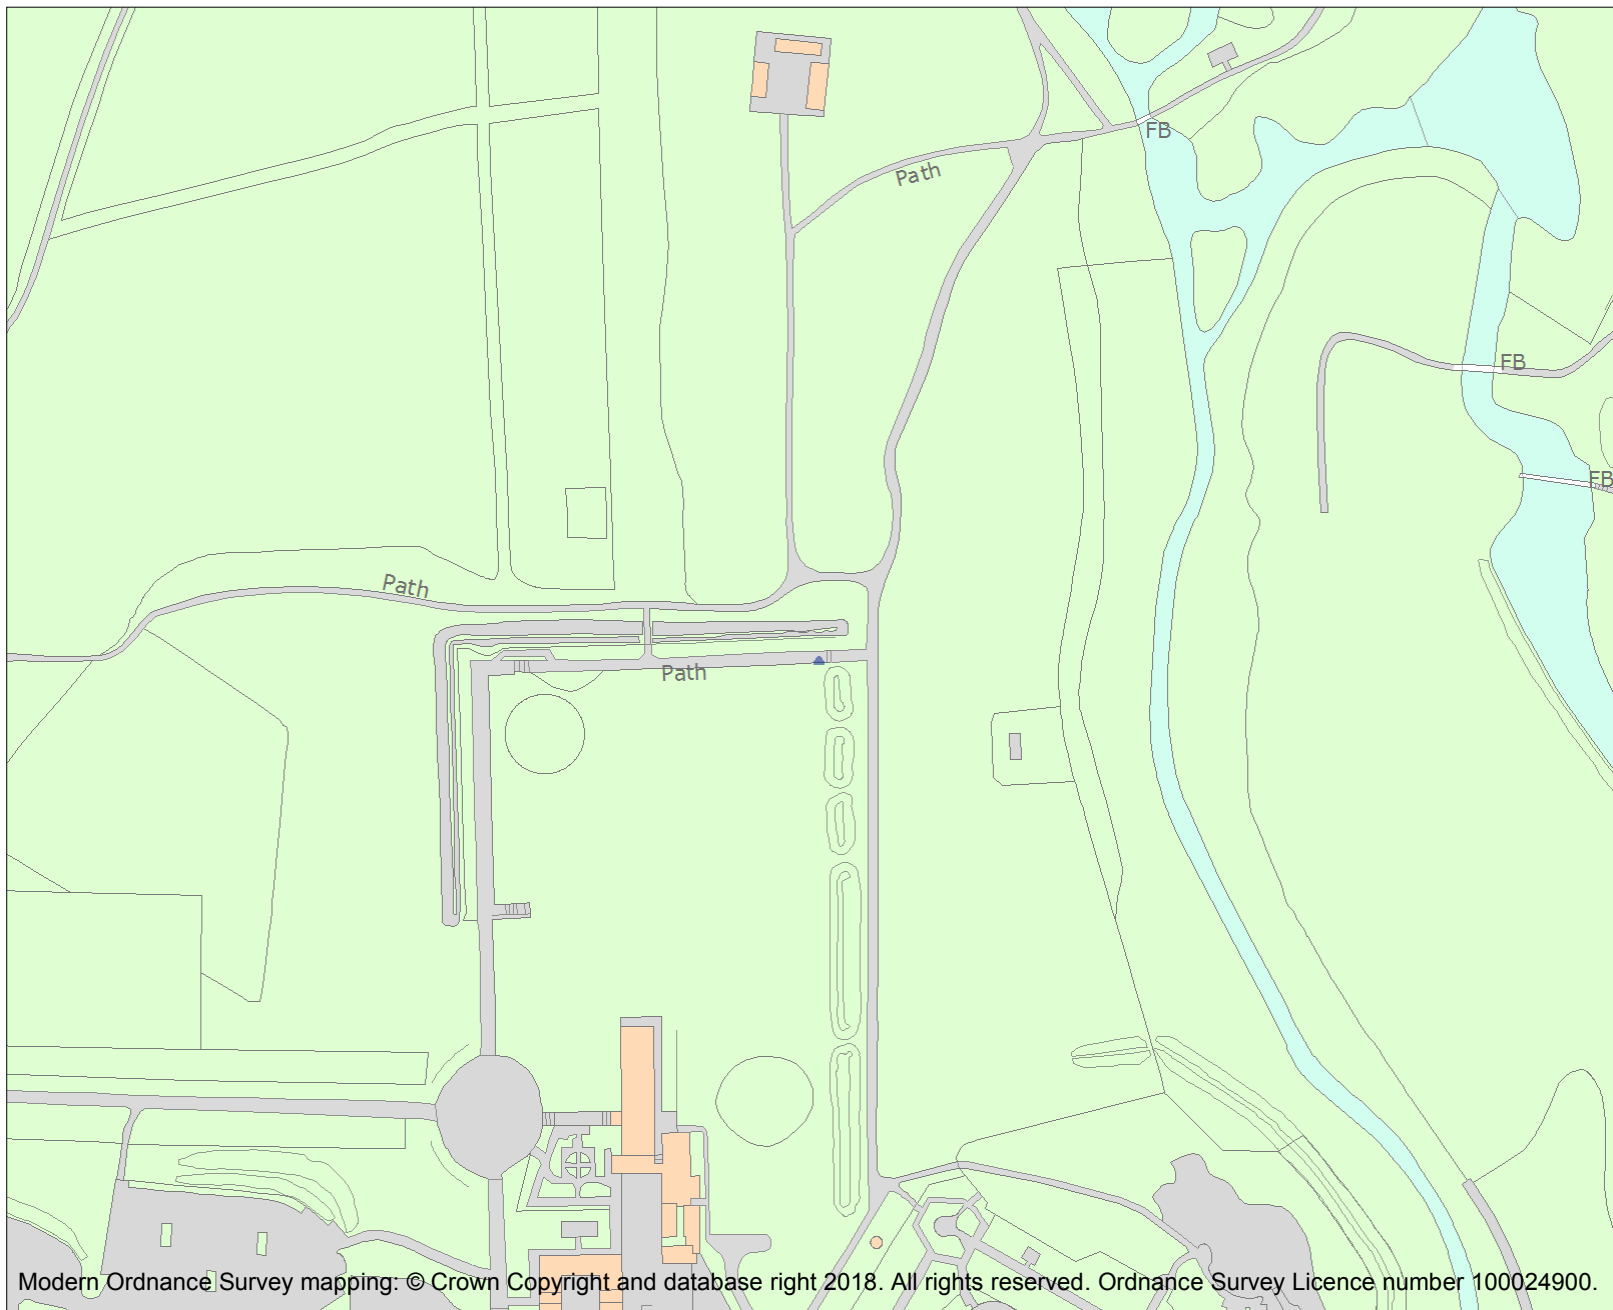 FB
Path
FB
FB
Path
Path
Modern Ordnance Survey mapping: © Crown Copyright and database right 2018. All rights reserved. Ordnance Survey Licence number 100024900.